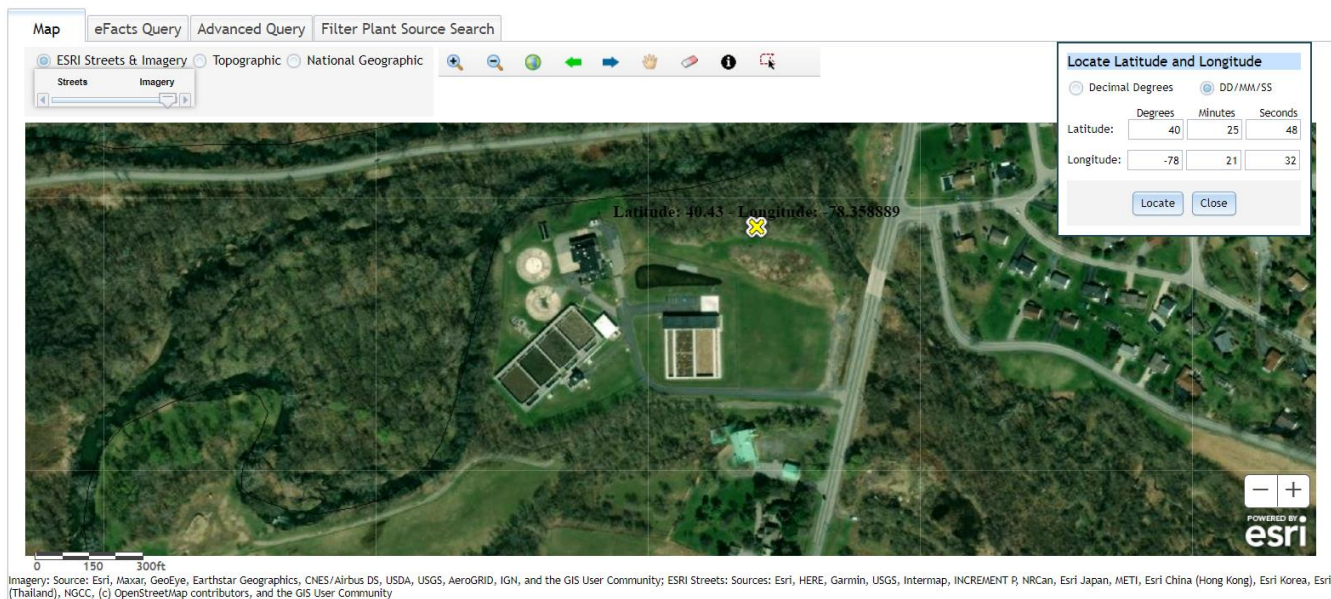 Map eFacts Query Advanced Query Filter Plant Source Search
ESRI Streets & Imagery Topographic National Geographic
Streets Imagery
Locate Latitude and Longitude
Decimal Degrees DD/MM/SS
Degrees Minutes Seconds
Latitude: 40 25 48
Longitude: -78 21 32
Locate Close
Latitude: 40.43 - Longitude: -78.358889
POWERED BY
esri
0 150 300ft
Imagery: Source: Esri, Maxar, GeoEye, Earthstar Geographics, CNES/Airbus DS, USDA, USGS, AeroGRID, IGN, and the GIS User Community; ESRI Streets: Sources: Esri, HERE, Garmin, USGS, Intermap, INCREMENT P, NRCan, Esri Japan, METI, Esri China (Hong Kong), Esri Korea, Esri
(Thailand), NGCC, (c) OpenStreetMap contributors, and the GIS User Community